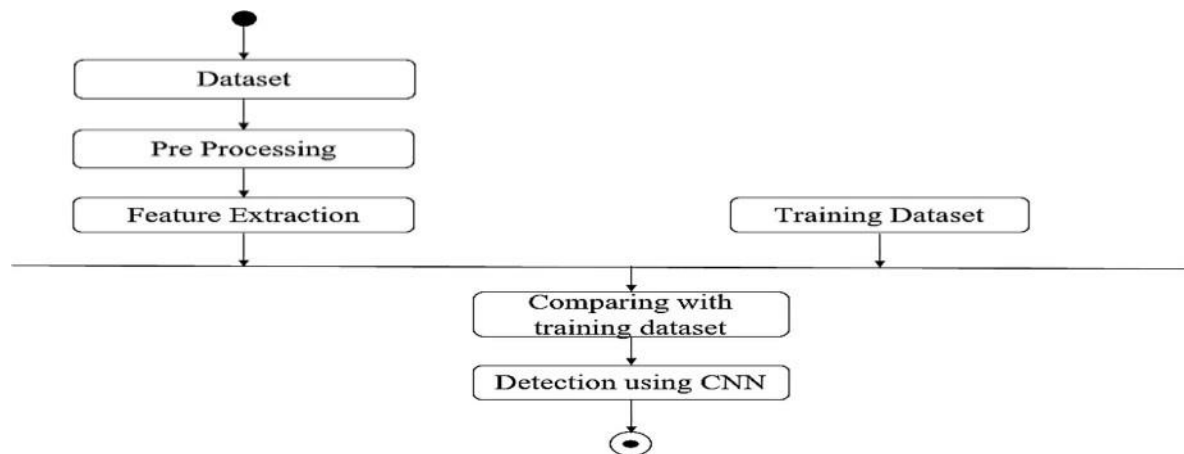 Dataset
Pre Processing
Feature Extraction
Training Dataset
Comparing with
training dataset
Detection using CNN